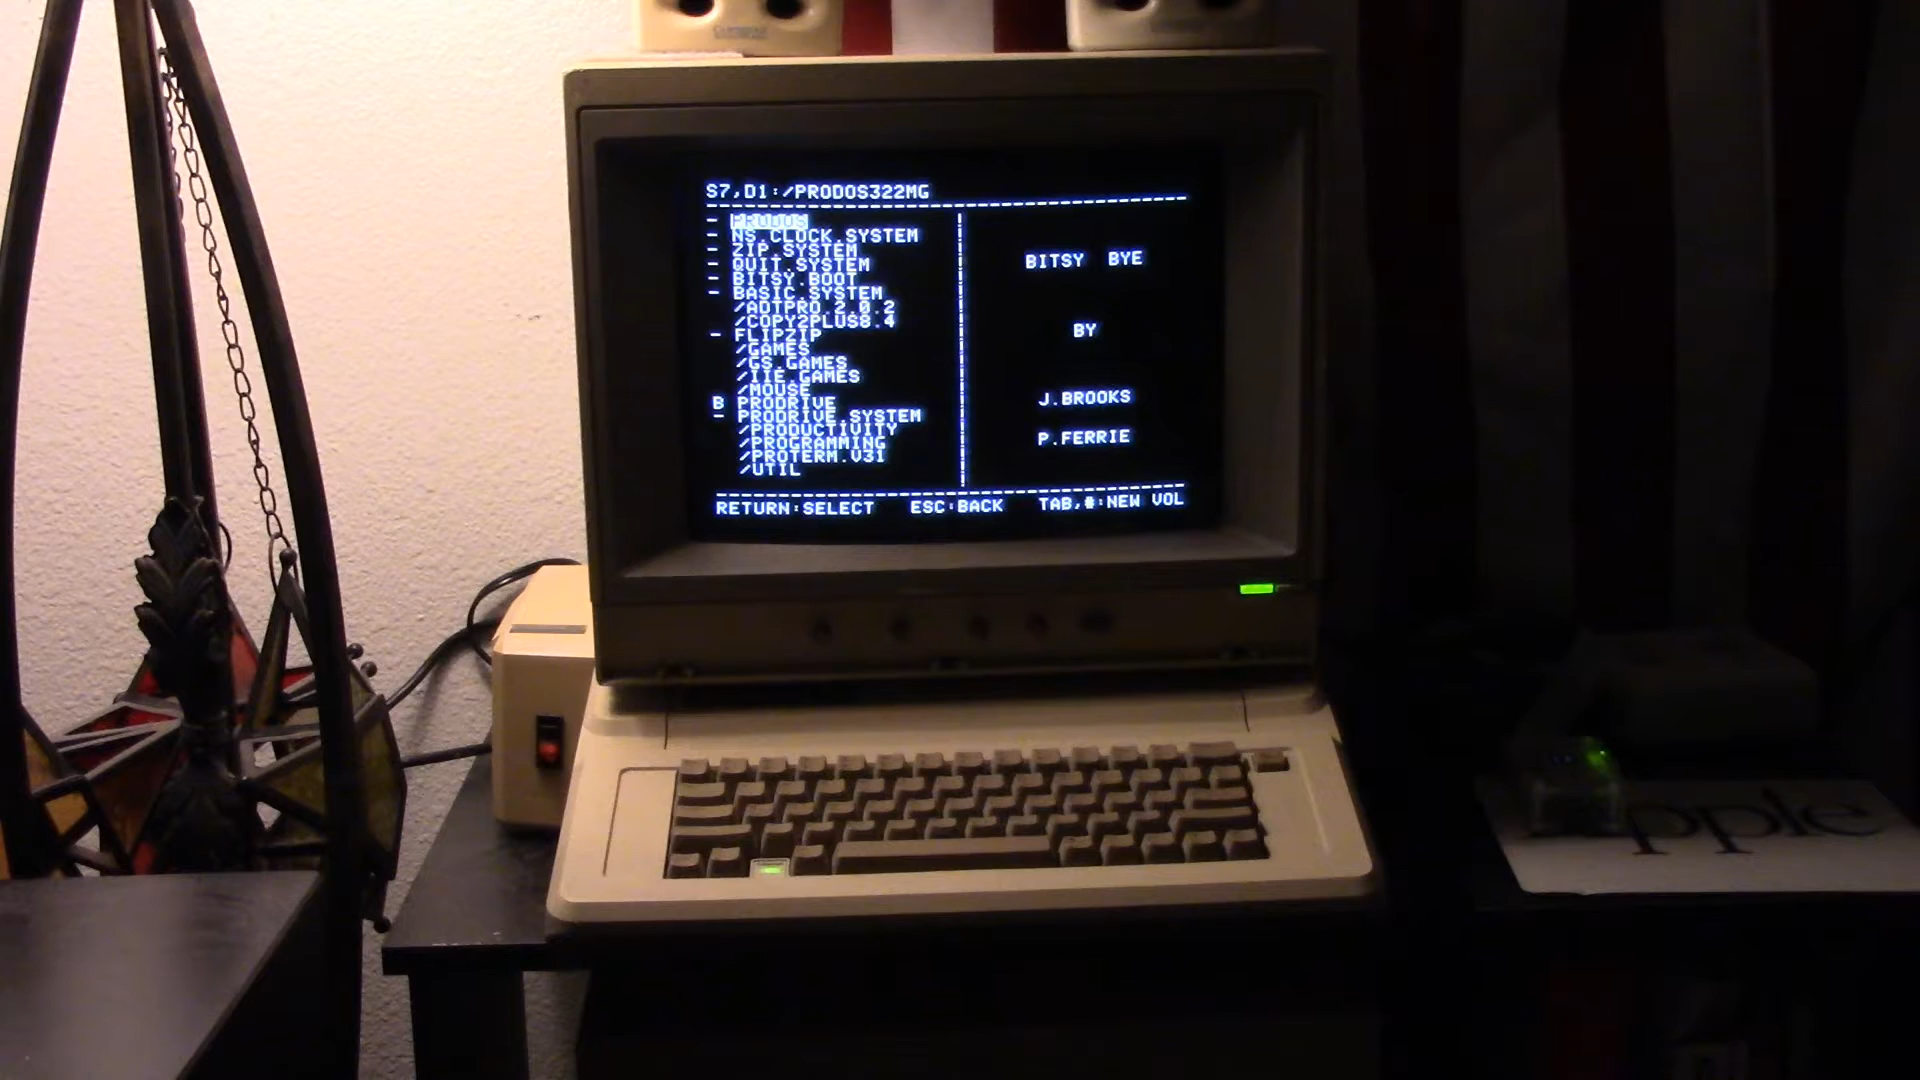 S7,D1:/PRODOS322MG
- PRODOS
- NS.CLOCK.SYSTEM
- ZIP.SYSTEM
- QUIT.SYSTEM
- BITSY.BOOT
- BASIC.SYSTEM
/ADTPRO.2.0.2
/COPY2PLUS8.4
- FLIPZIP
/GAMES
/GS.GAMES
/IIE.GAMES
/MOUSE
B PRODRIVE
- PRODRIVE.SYSTEM
/PRODUCTIVITY
/PROGRAMMING
/PROTERM.V31
/UTIL
BITSY BYE
BY
J.BROOKS
P.FERRIE
RETURN:SELECT ESC:BACK TAB,#:NEW VOL
pple